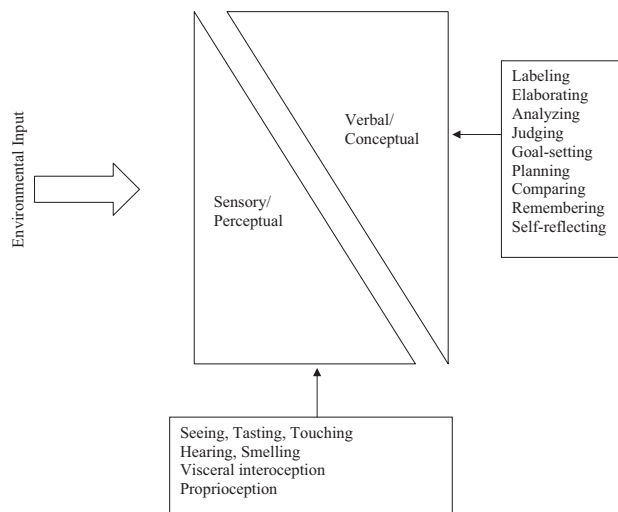 Environmental Input
Sensory/
Perceptual
Verbal/
Conceptual
Labeling
Elaborating
Analyzing
Judging
Goal-setting
Planning
Comparing
Remembering
Self-reflecting
Seeing, Tasting, Touching
Hearing, Smelling
Visceral interoception
Proprioception